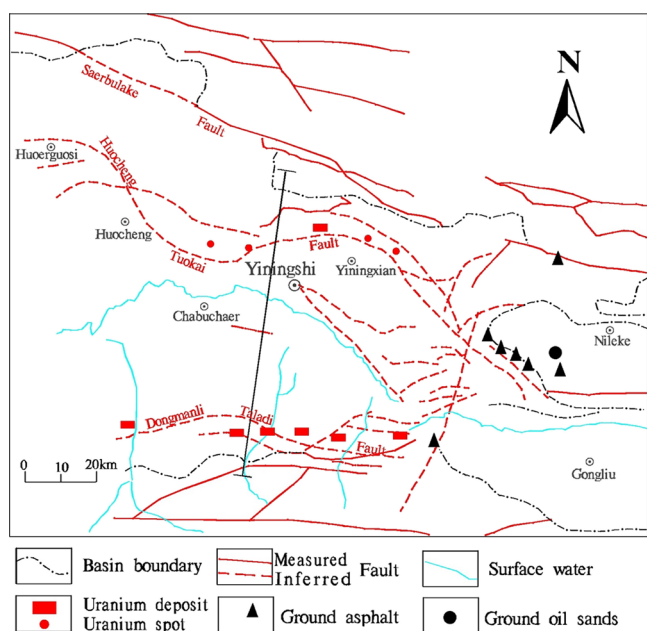 N
Saerbulake
Fault
Huoerguosi
Huocheng
Huocheng
Tuokai
Fault
Yiningshi
Yiningxian
Chabuchaer
Nileke
Dongmanli
Taladi
Fault
Gongliu
0 10 20km
Basin boundary
Measured
Inferred
Fault
Surface water
Uranium deposit
Uranium spot
Ground asphalt
Ground oil sands